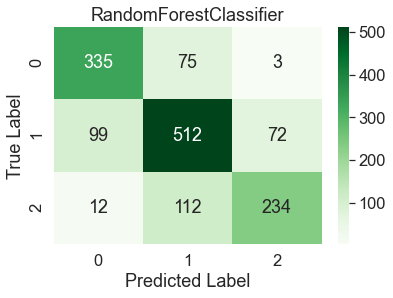 RandomForestClassifier
True Label
0
335 75 3
1
99 512 72
2
12 112 234
0 1 2
Predicted Label
500
400
300
200
100